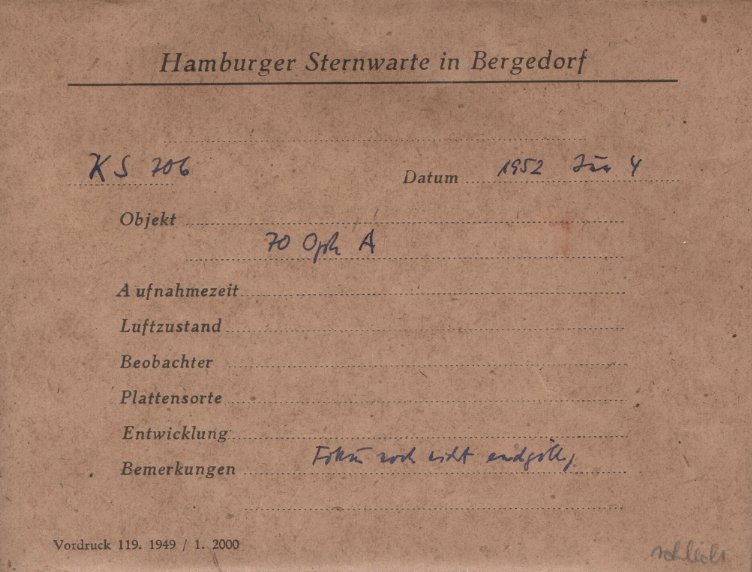 Hamburger Sternwarte in Bergedorf
KS 706 Datum 1952 Jun 4
Objekt
70 Oph A
Aufnahmezeit
Luftzustand
Beobachter
Plattensorte
Entwicklung
Bemerkungen Fokus noch nicht endgültig
Vordruck 119. 1949 / 1. 2000
schlecht